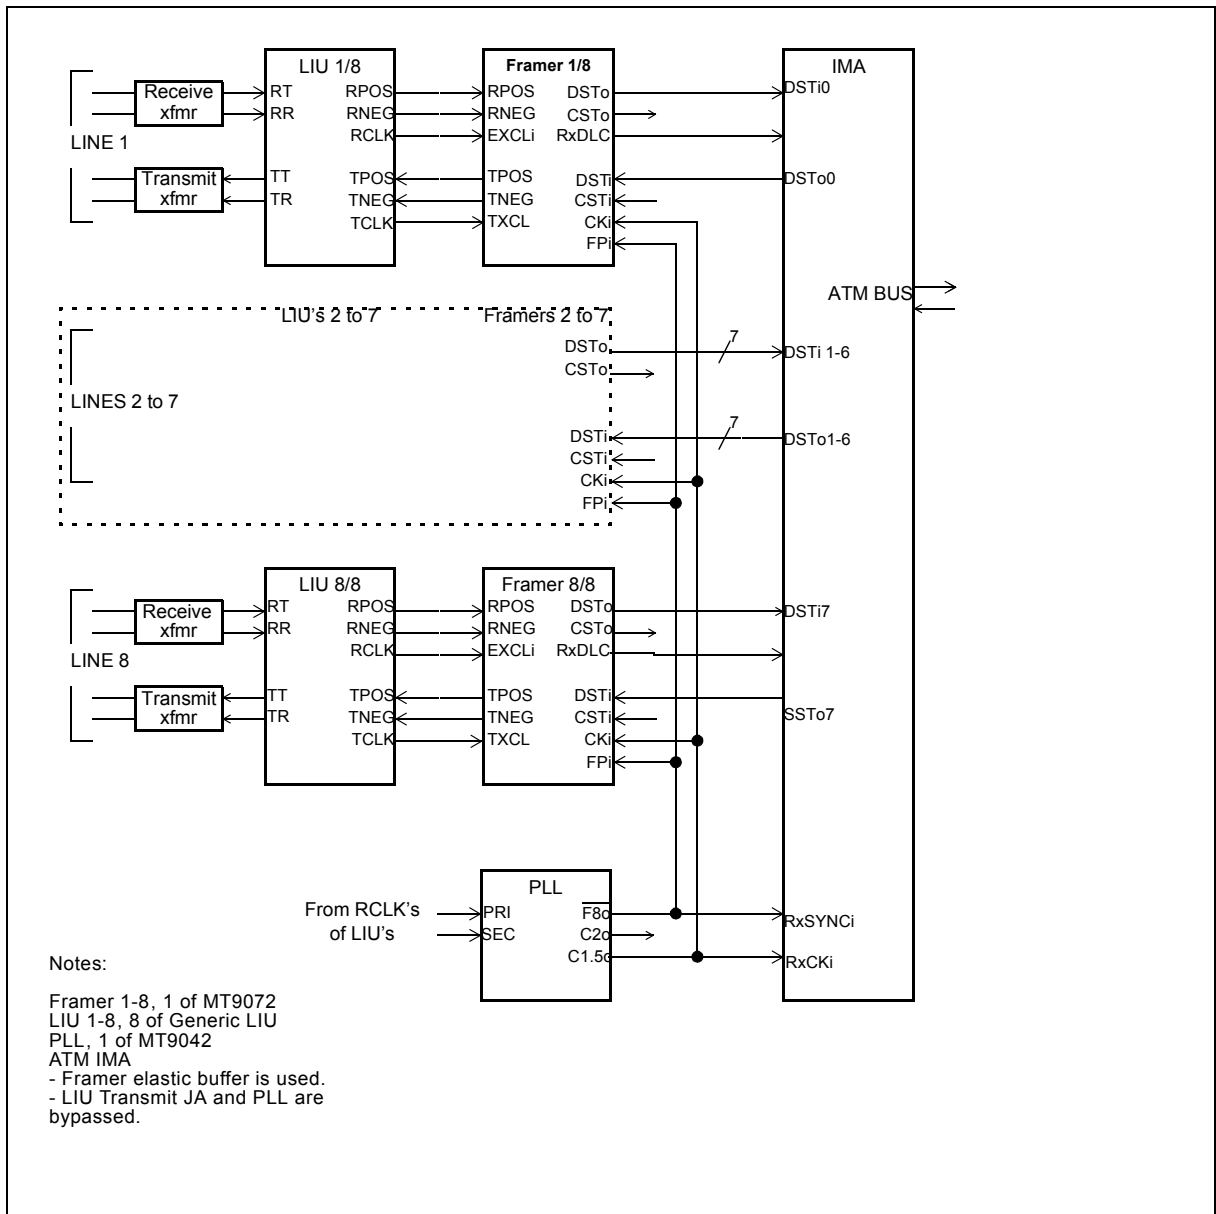 LIU 1/8
Framer 1/8
IMA
Receive
xfmr
RT
RR
RPOS
RNEG
RCLK
RPOS
RNEG
EXCLi
DSTo
CSTo
RxDLC
DSTi0
LINE 1
Transmit
xfmr
TT
TR
TPOS
TNEG
TCLK
TPOS
TNEG
TXCL
DSTi
CSTi
CKi
FPi
DSTo0
ATM BUS
LIU's 2 to 7
Framers 2 to 7
DSTo
CSTo
7
DSTi 1-6
LINES 2 to 7
DSTi
CSTi
CKi
FPi
7
DSTo1-6
LIU 8/8
Framer 8/8
Receive
xfmr
RT
RR
RPOS
RNEG
RCLK
RPOS
RNEG
EXCLi
DSTo
CSTo
RxDLC
DSTi7
LINE 8
Transmit
xfmr
TT
TR
TPOS
TNEG
TCLK
TPOS
TNEG
TXCL
DSTi
CSTi
CKi
FPi
SSTo7
PLL
From RCLK's
of LIU's
PRI
SEC
F8o
C2o
C1.5o
RxSYNCi
RxCKi
Notes:
Framer 1-8, 1 of MT9072
LIU 1-8, 8 of Generic LIU
PLL, 1 of MT9042
ATM IMA
- Framer elastic buffer is used.
- LIU Transmit JA and PLL are
bypassed.